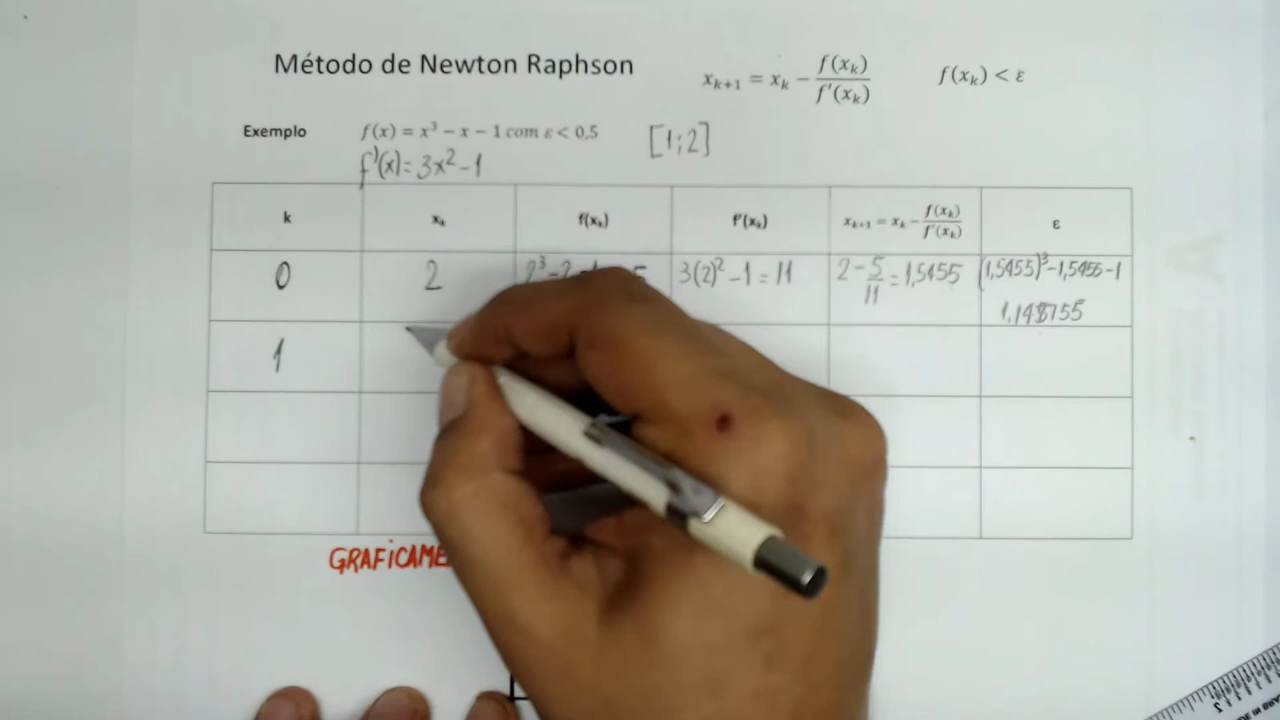 Método de Newton Raphson
x_{k+1} = x_k − f(x_k)/f'(x_k)
f(x_k) < ε
Exemplo
f(x) = x³ − x − 1 com ε < 0,5
[1;2]
f'(x) = 3x² − 1
k
x_k
f(x_k)
f'(x_k)
x_{k+1} = x_k − f(x_k)/f'(x_k)
ε
0
2
3(2)² − 1 = 11
2 − 5/11 = 1,5455
(1,5455)³ − 1,5455 − 1
1
GRAFiCAME